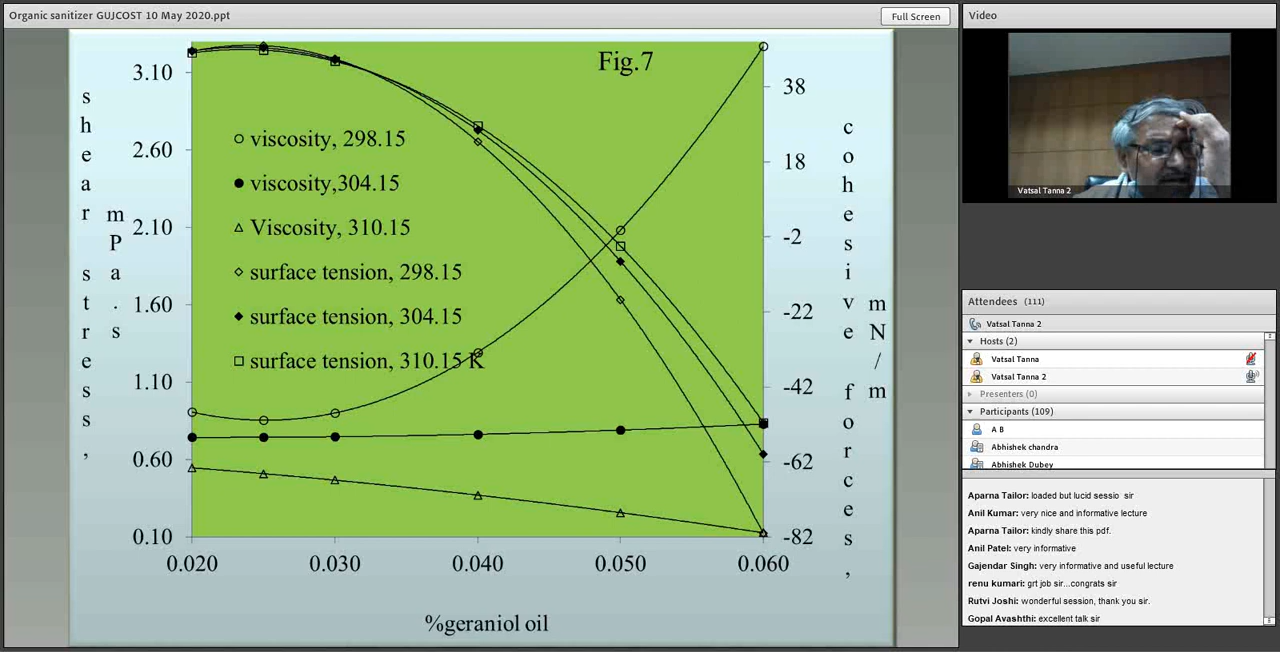 Organic sanitizer GUJCOST 10 May 2020.ppt
Full Screen
Fig.7
shear stress,
mPa.s
3.10
2.60
2.10
1.60
1.10
0.60
0.10
viscosity, 298.15
viscosity,304.15
Viscosity, 310.15
surface tension, 298.15
surface tension, 304.15
surface tension, 310.15 K
38
18
-2
-22
-42
-62
-82
cohesive forces,
mN/m
0.020
0.030
0.040
0.050
0.060
%geraniol oil
Video
Vatsal Tanna 2
Attendees (111)
Vatsal Tanna 2
Hosts (2)
Vatsal Tanna
Vatsal Tanna 2
Presenters (0)
Participants (109)
A B
Abhishek chandra
Abhishek Dubey
Aparna Tailor: loaded but lucid sessio sir
Anil Kumar: very nice and informative lecture
Aparna Tailor: kindly share this pdf.
Anil Patel: very informative
Gajendar Singh: very informative and useful lecture
renu kumari: grt job sir...congrats sir
Rutvi Joshi: wonderful session, thank you sir.
Gopal Avashthi: excellent talk sir